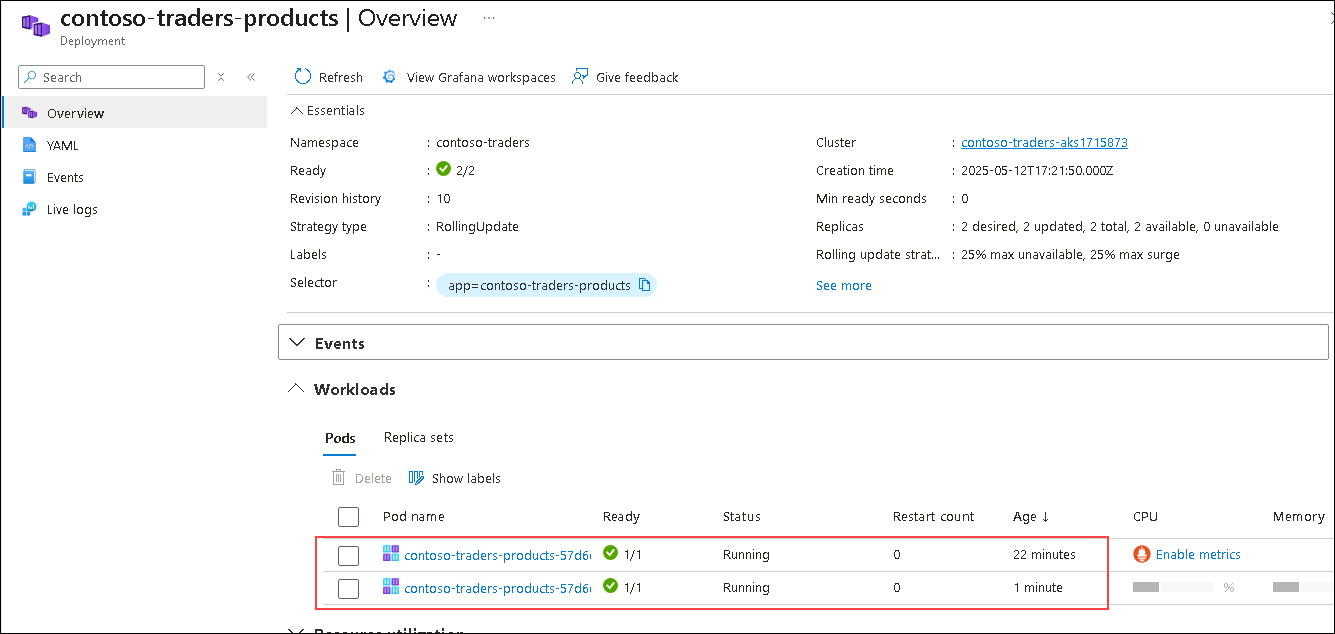 contoso-traders-products | Overview ...
Deployment
Search
Refresh View Grafana workspaces Give feedback
Overview
YAML
Events
Live logs
Essentials
Namespace : contoso-traders
Ready : 2/2
Revision history : 10
Strategy type : RollingUpdate
Labels : -
Selector : app=contoso-traders-products
Cluster : contoso-traders-aks1715873
Creation time : 2025-05-12T17:21:50.000Z
Min ready seconds : 0
Replicas : 2 desired, 2 updated, 2 total, 2 available, 0 unavailable
Rolling update strat... : 25% max unavailable, 25% max surge
See more
Events
Workloads
Pods Replica sets
Delete Show labels
Pod name Ready Status Restart count Age ↓ CPU Memory
contoso-traders-products-57d6 1/1 Running 0 22 minutes Enable metrics
contoso-traders-products-57d6 1/1 Running 0 1 minute %
Resource utilization